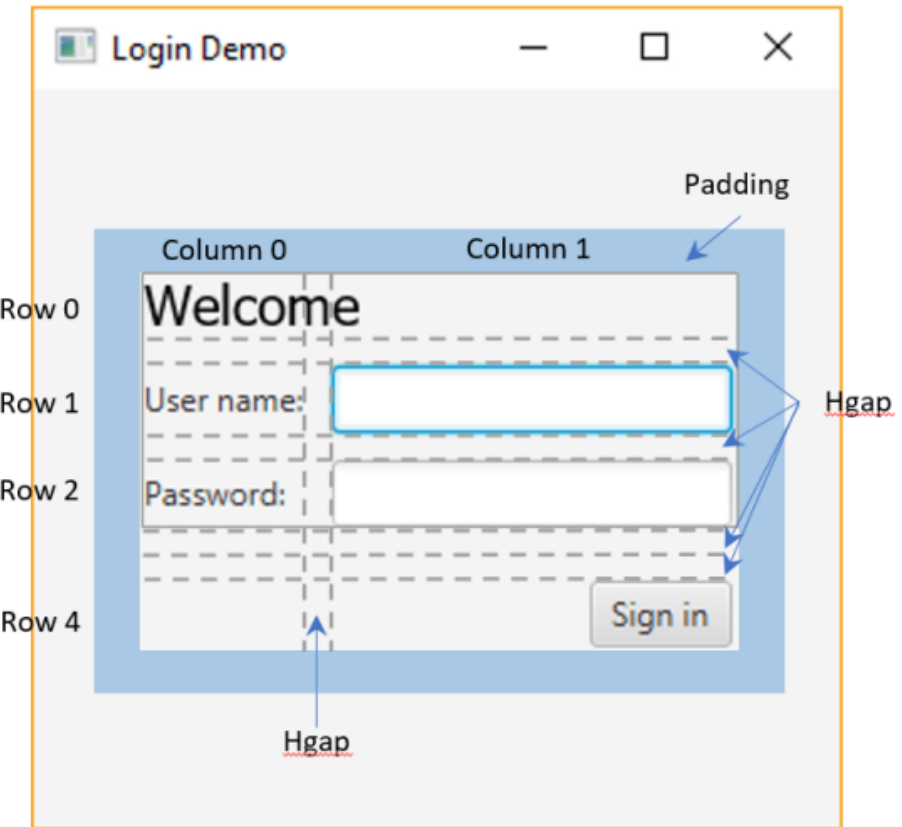 Login Demo
Padding
Column 0 Column 1
Row 0 Welcome
Row 1 User name: Hgap
Row 2 Password:
Row 4 Sign in
Hgap